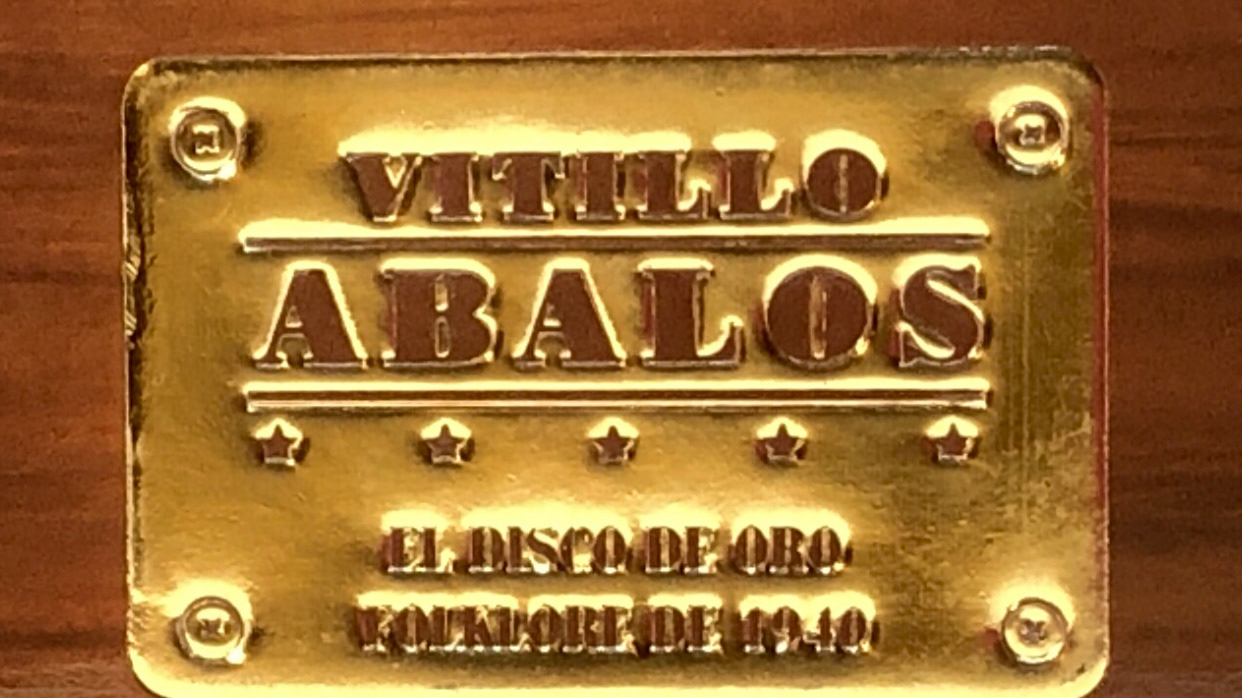 VITILLO
ABALOS
EL DISCO DE ORO
FOLKLORE DE 1940